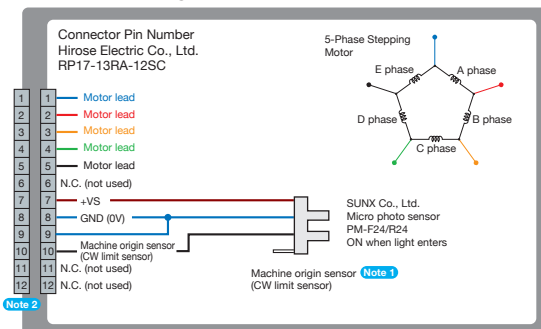 Connector Pin Number
Hirose Electric Co., Ltd.
RP17-13RA-12SC
5-Phase Stepping
Motor
E phase
A phase
D phase
B phase
C phase
1 1 Motor lead
2 2 Motor lead
3 3 Motor lead
4 4 Motor lead
5 5 Motor lead
6 6 N.C. (not used)
7 7 +VS
8 8 GND (0V)
9 9
10 10 Machine origin sensor
(CW limit sensor)
11 11 N.C. (not used)
12 12 N.C. (not used)
SUNX Co., Ltd.
Micro photo sensor
PM-F24/R24
ON when light enters
Machine origin sensor Note 1
(CW limit sensor)
Note 2